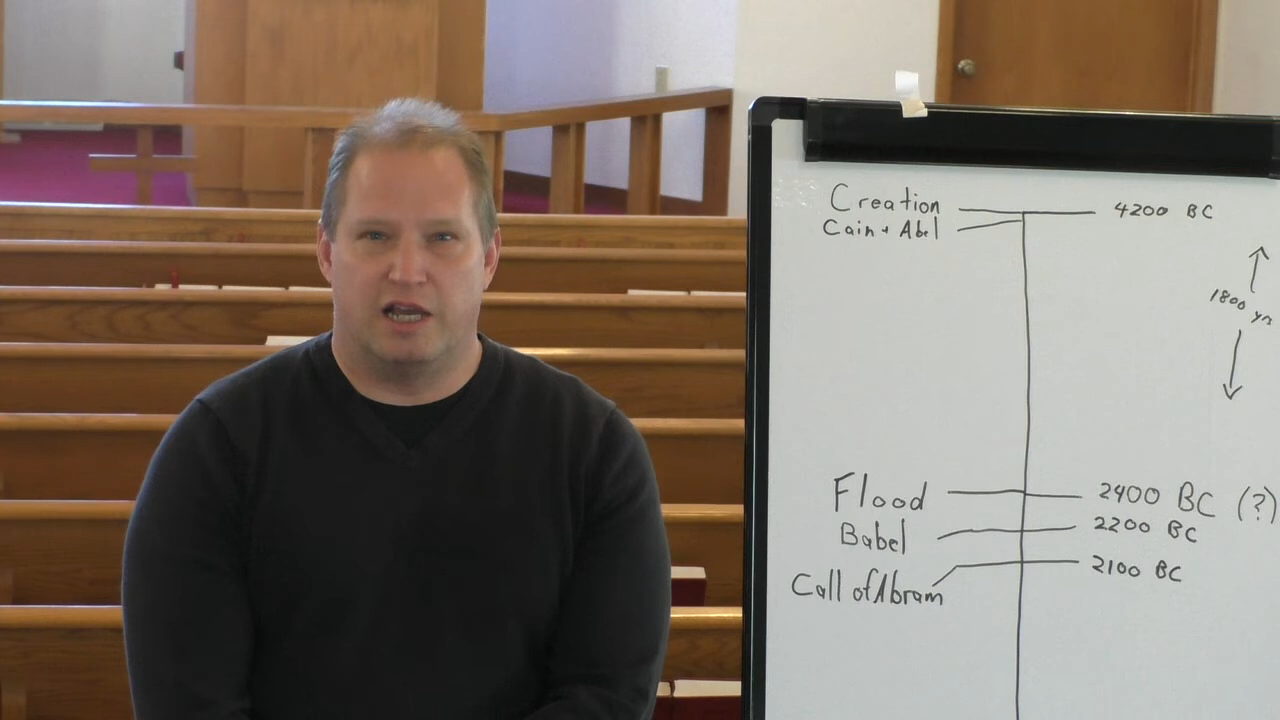 Creation 4200 BC
Cain + Abel
1800 yrs
Flood 2400 BC (?)
Babel 2200 BC
Call of Abram 2100 BC